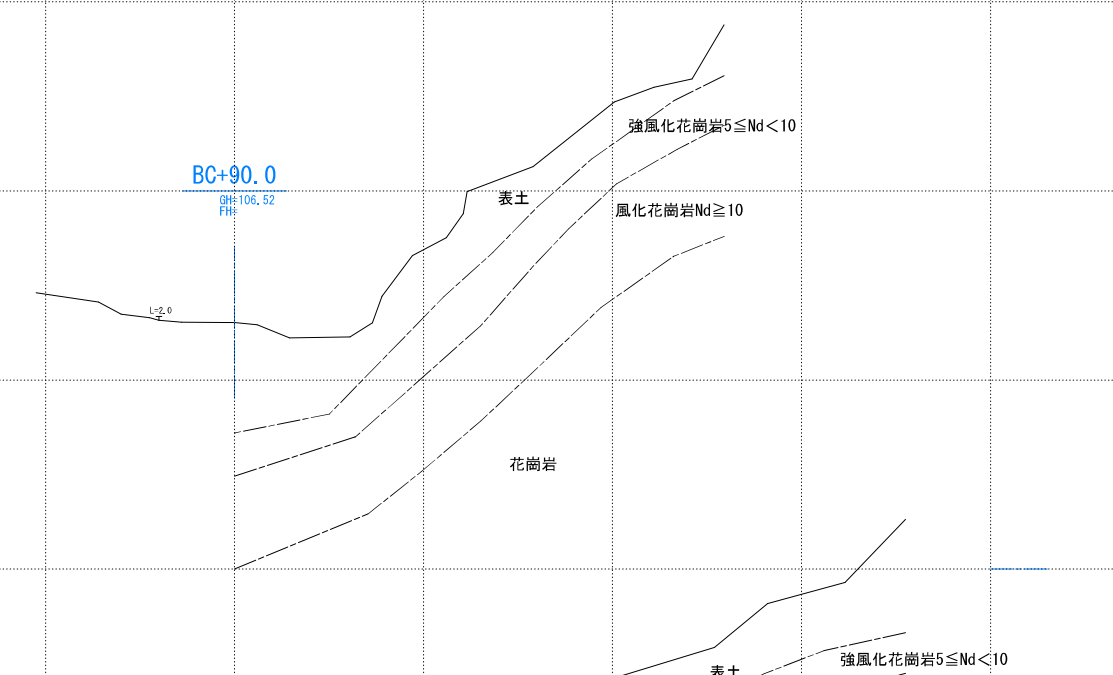 強風化花崗岩5≦Nd＜10
BC+90.0
GH=106.52
FH=
表土
風化花崗岩Nd≧10
L=2.0
花崗岩
強風化花崗岩5≦Nd＜10
表土